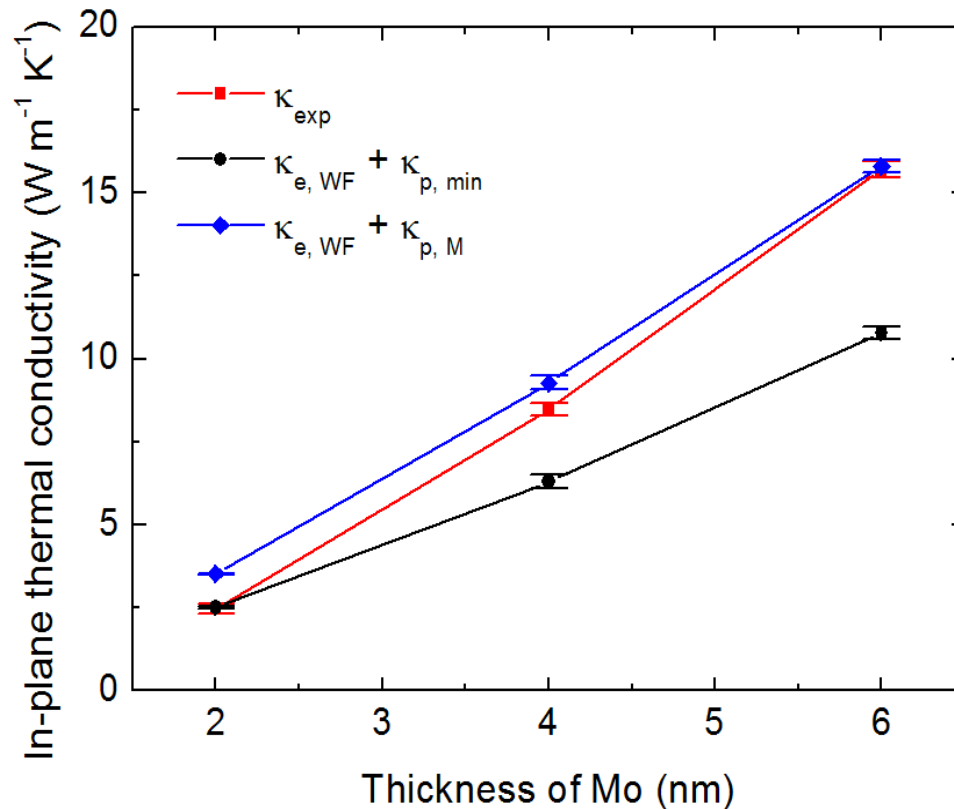 20
15
10
5
0
κexp
κe, WF + κp, min
κe, WF + κp, M
In-plane thermal conductivity (W m⁻¹ K⁻¹)
2 3 4 5 6
Thickness of Mo (nm)